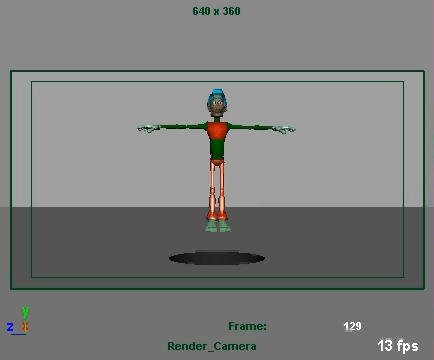 640 x 360
y
z x
Frame: 129
13 fps
Render_Camera